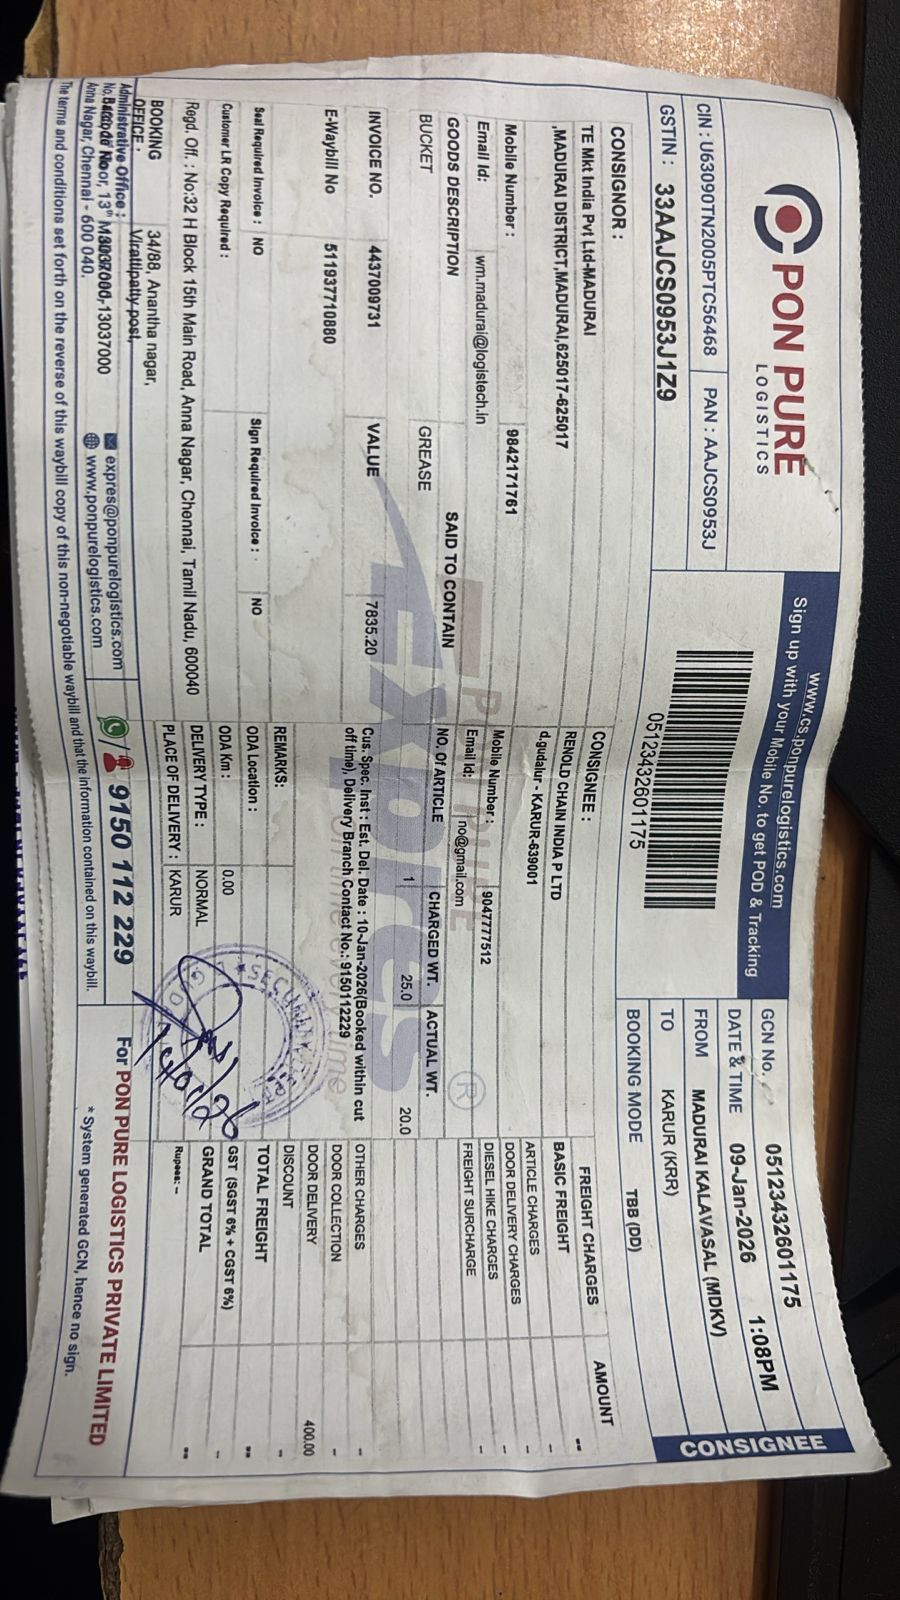 PON PURE
LOGISTICS
www.cs.ponpurelogistics.com
Sign up with your Mobile No. to get POD & Tracking
GCN No. 05123432601175
DATE & TIME 09-Jan-2026 1:08PM
CONSIGNEE
CIN : U63090TN2005PTC56468 PAN : AAJCS0953J
GSTIN : 33AAJCS0953J1Z9
05123432601175
FROM MADURAI KALAVASAL (MDKV)
TO KARUR (KRR)
BOOKING MODE TBB (DD)
CONSIGNOR :
TE Mkt India Pvt Ltd-MADURAI
,MADURAI DISTRICT,MADURAI,625017-625017
Mobile Number : 9842171761
Email Id: wm.madurai@logistech.in
CONSIGNEE :
RENOLD CHAIN INDIA P LTD
d,gudalur - KARUR-639001
Mobile Number : 9047777512
Email Id: no@gmail.com
FREIGHT CHARGES AMOUNT
BASIC FREIGHT --
ARTICLE CHARGES –
DOOR DELIVERY CHARGES –
DIESEL HIKE CHARGES –
FREIGHT SURCHARGE –
GOODS DESCRIPTION SAID TO CONTAIN NO. Of ARTICLE CHARGED WT. ACTUAL WT.
BUCKET GREASE 1 25.0 20.0
PON PURE
Expres
On time every time
INVOICE NO. 4437009731 VALUE 7835.20
E-Waybill No 511937710880
Cus. Spec. Inst : Est. Del. Date : 10-Jan-2026(Booked within cut
off time), Delivery Branch Contact No.: 9150112229
OTHER CHARGES –
DOOR COLLECTION –
DOOR DELIVERY 400.00
DISCOUNT –
TOTAL FREIGHT --
GST (SGST 6% + CGST 6%) –
GRAND TOTAL --
Rupees: --
Seal Required Invoice : NO Sign Required Invoice : NO
Customer LR Copy Required :
REMARKS:
ODA Location :
ODA Km : 0.00
DELIVERY TYPE : NORMAL
PLACE OF DELIVERY : KARUR
SECURAN
Regd. Off. : No:32 H Block 15th Main Road, Anna Nagar, Chennai, Tamil Nadu, 600040
BOOKING OFFICE :
34/88, Anantha nagar,
Virattipatty post,
Administrative Office :
Anna Nagar, Chennai - 600 040.
expres@ponpurelogistics.com
www.ponpurelogistics.com
9150 112 229
For PON PURE LOGISTICS PRIVATE LIMITED
* System generated GCN, hence no sign.
The terms and conditions set forth on the reverse of this waybill copy of this non-negotiable waybill and that the information contained on this waybill.